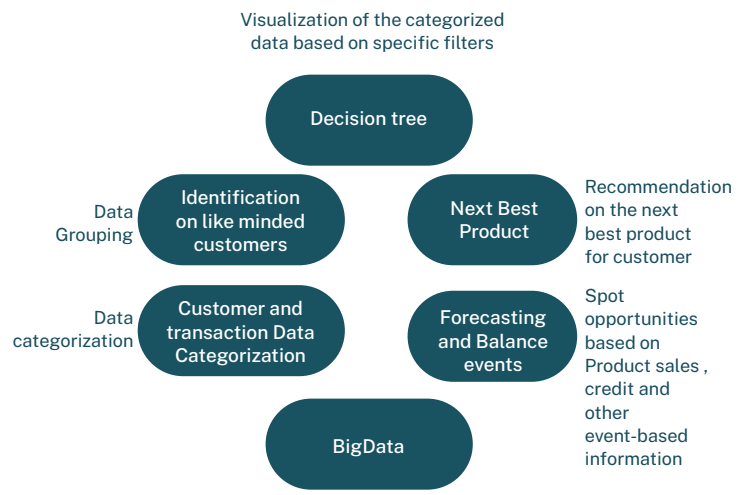 Visualization of the categorized
data based on specific filters
Decision tree
Data
Grouping
Identification
on like minded
customers
Next Best
Product
Recommendation
on the next
best product
for customer
Data
categorization
Customer and
transaction Data
Categorization
Forecasting
and Balance
events
Spot
opportunities
based on
Product sales ,
credit and
other
event-based
information
BigData